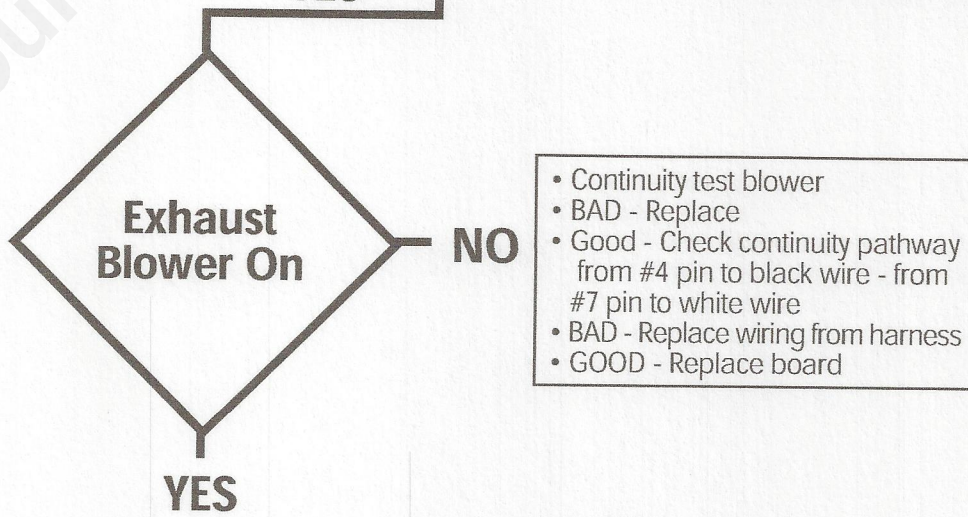 Exhaust
Blower On
NO
• Continuity test blower
• BAD - Replace
• Good - Check continuity pathway
from #4 pin to black wire - from
#7 pin to white wire
• BAD - Replace wiring from harness
• GOOD - Replace board
YES